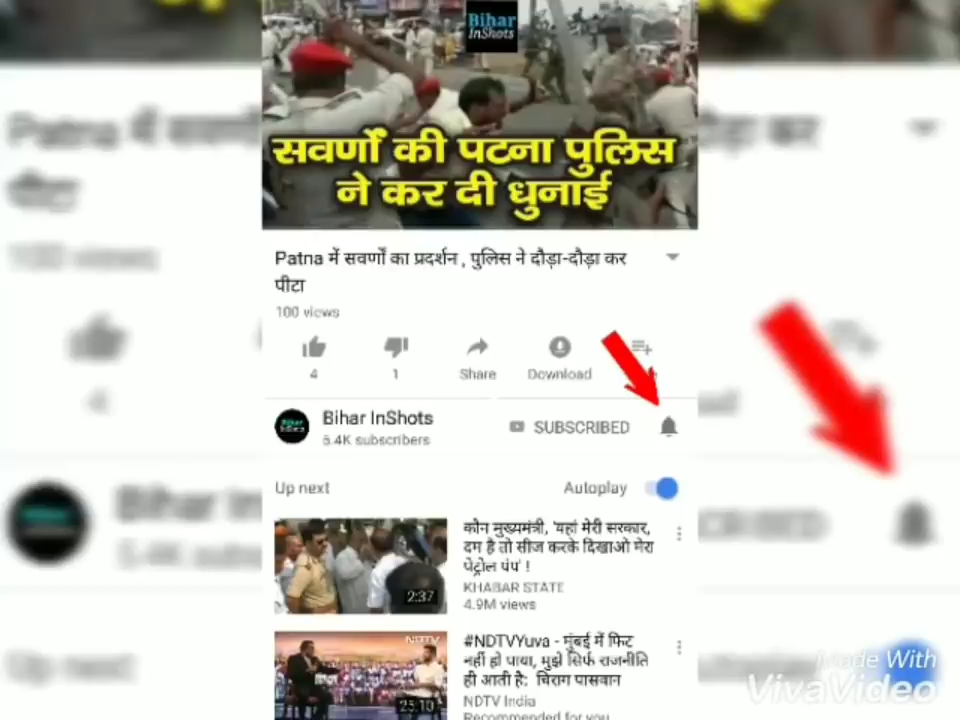 Bihar
InShots
सवर्णों की पटना पुलिस
ने कर दी धुनाई
Patna में सवर्णों का प्रदर्शन , पुलिस ने दौड़ा-दौड़ा कर
पीटा
100 views
4
1
Share
Download
Bihar InShots
5.4K subscribers
SUBSCRIBED
Up next
Autoplay
कौन मुख्यमंत्री, 'यहां मेरी सरकार,
दम है तो सीज करके दिखाओ मेरा
पेट्रोल पंप' !
KHABAR STATE
4.9M views
2:37
#NDTVYuva - मुंबई में फिट
नहीं हो पाया, मुझे सिर्फ राजनीति
ही आती है: चिराग पासवान
NDTV India
Recommended for you
NDTV
25:10
Made With
VivaVideo